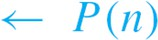 ← P(n)